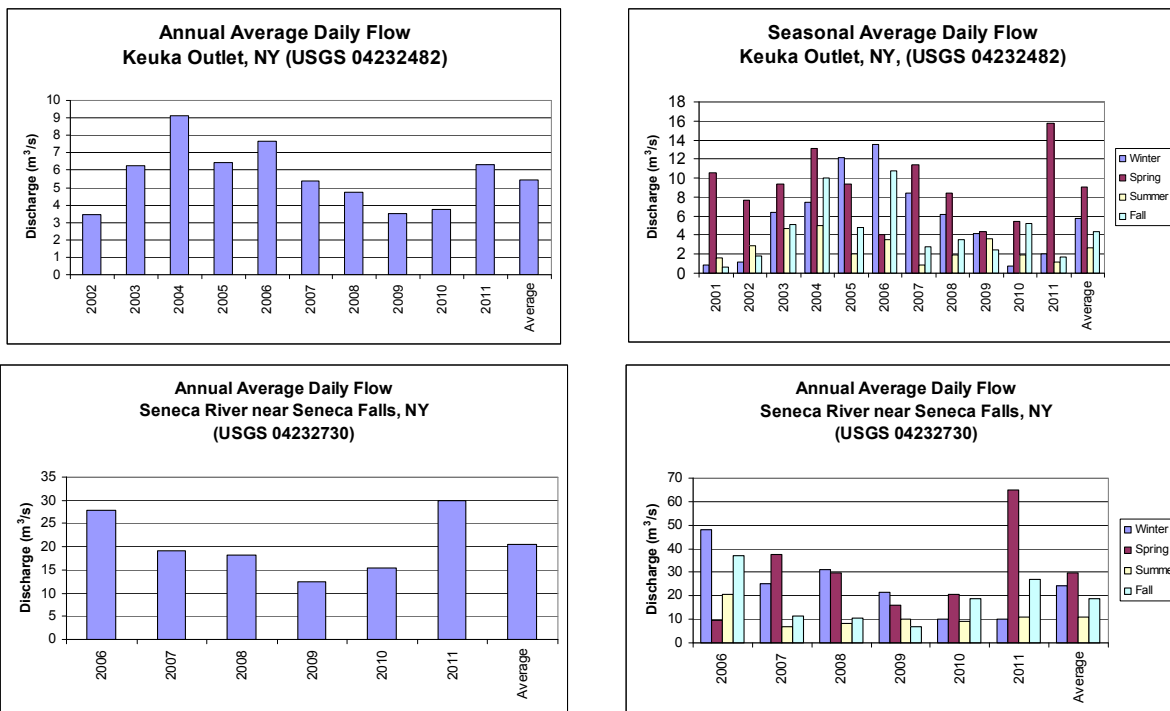 Annual Average Daily Flow
Keuka Outlet, NY (USGS 04232482)
Discharge (m³/s)
10
9
8
7
6
5
4
3
2
1
0
2002
2003
2004
2005
2006
2007
2008
2009
2010
2011
Average
Seasonal Average Daily Flow
Keuka Outlet, NY, (USGS 04232482)
Discharge (m³/s)
18
16
14
12
10
8
6
4
2
0
2001
2002
2003
2004
2005
2006
2007
2008
2009
2010
2011
Average
Winter
Spring
Summer
Fall
Annual Average Daily Flow
Seneca River near Seneca Falls, NY
(USGS 04232730)
Discharge (m³/s)
35
30
25
20
15
10
5
0
2006
2007
2008
2009
2010
2011
Average
Annual Average Daily Flow
Seneca River near Seneca Falls, NY
(USGS 04232730)
Discharge (m³/s)
70
60
50
40
30
20
10
0
2006
2007
2008
2009
2010
2011
Average
Winter
Spring
Summer
Fall